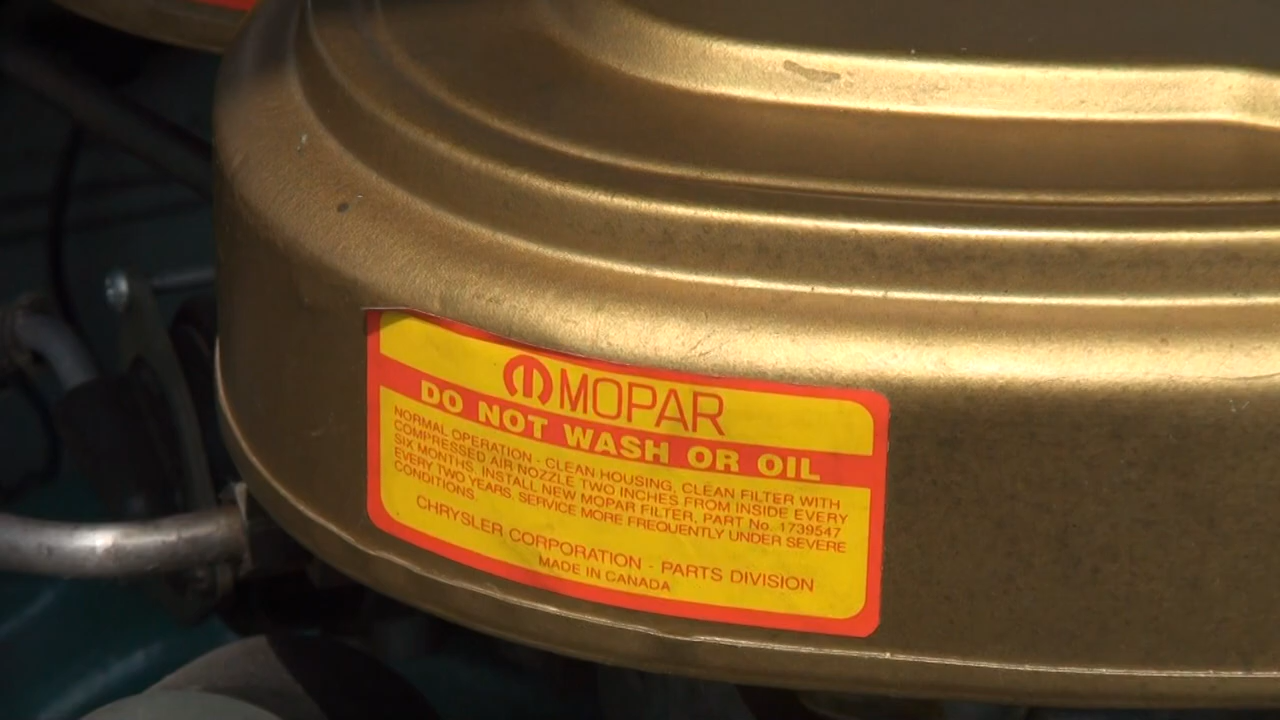 MOPAR
DO NOT WASH OR OIL
NORMAL OPERATION - CLEAN HOUSING, CLEAN FILTER WITH
COMPRESSED AIR NOZZLE TWO INCHES FROM INSIDE EVERY
SIX MONTHS, INSTALL NEW MOPAR FILTER, PART No. 1739547
EVERY TWO YEARS, SERVICE MORE FREQUENTLY UNDER SEVERE
CONDITIONS.
CHRYSLER CORPORATION - PARTS DIVISION
MADE IN CANADA